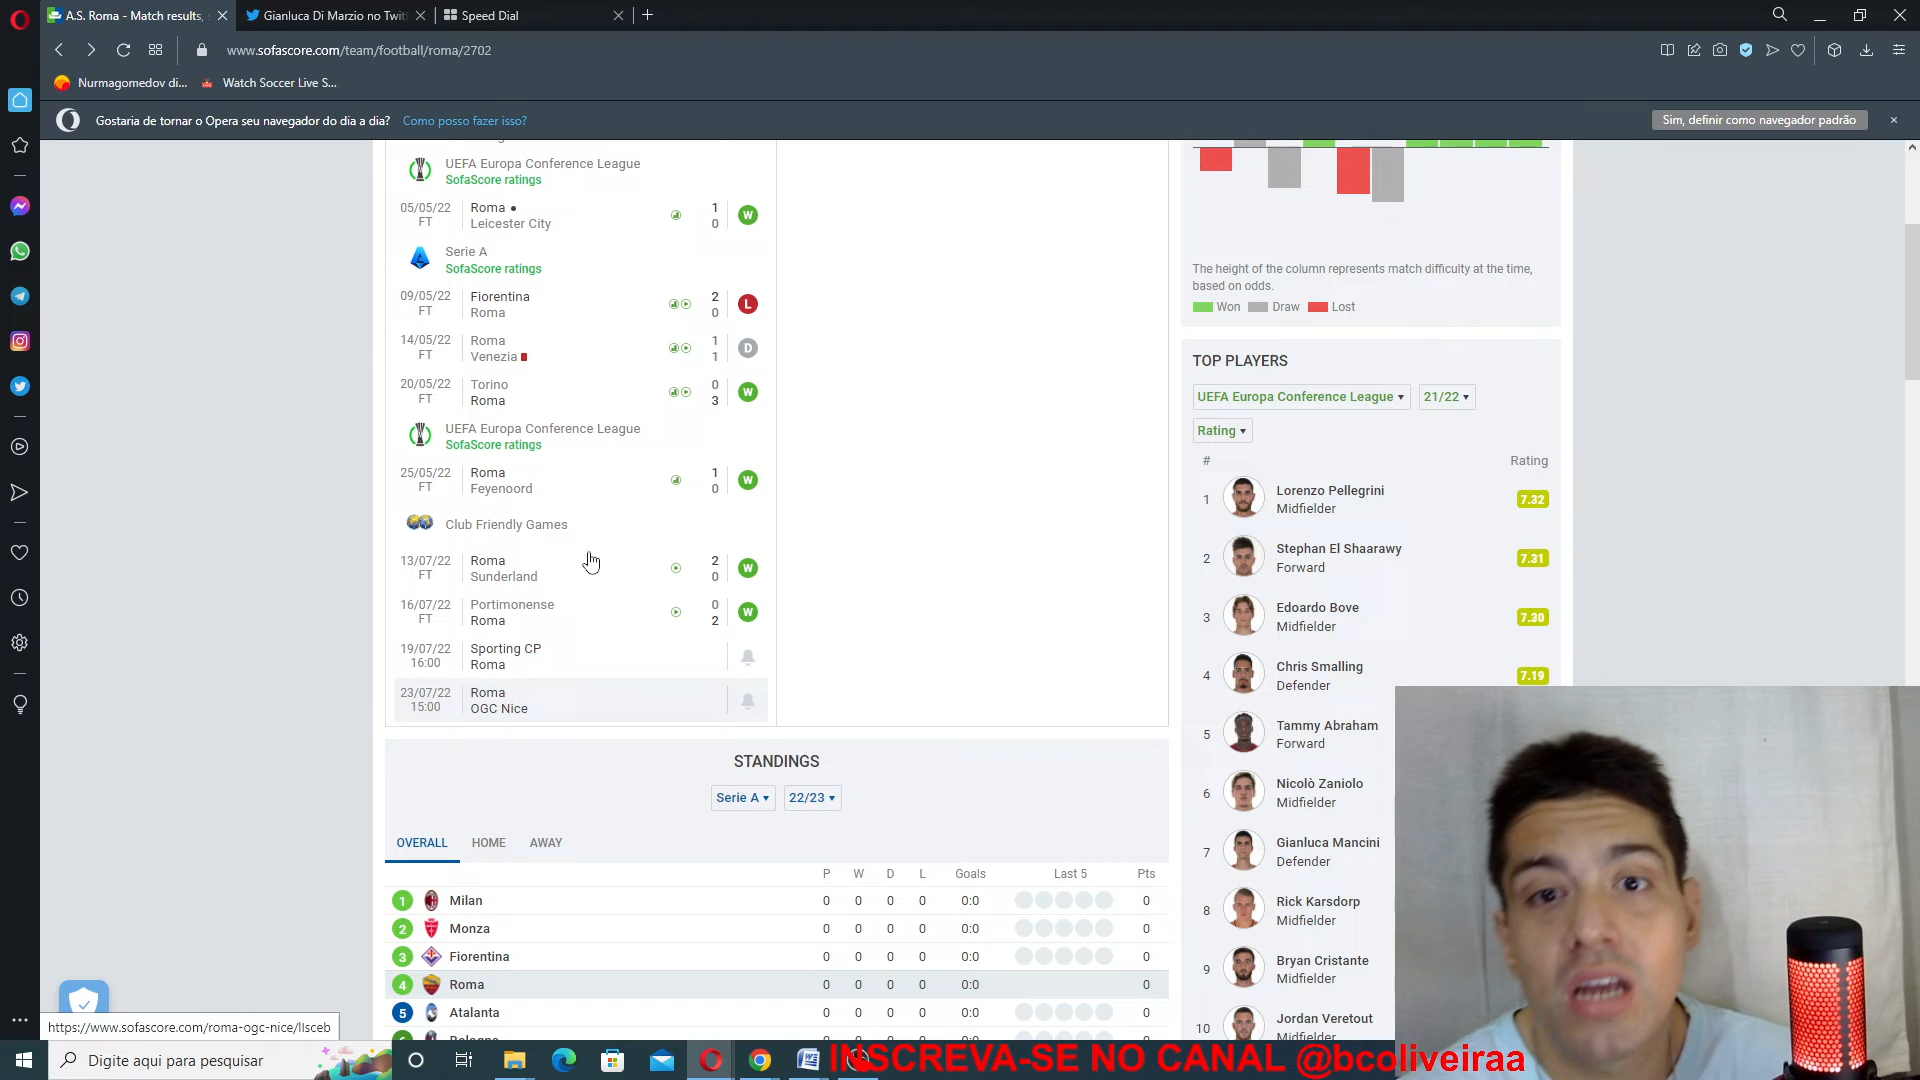 A.S. Roma - Match results,
Gianluca Di Marzio no Twit
Speed Dial
www.sofascore.com/team/football/roma/2702
Nurmagomedov di...
Watch Soccer Live S...
Gostaria de tornar o Opera seu navegador do dia a dia? Como posso fazer isso?
Sim, definir como navegador padrão
UEFA Europa Conference League
SofaScore ratings
05/05/22 Roma 1
FT Leicester City 0 W
Serie A
SofaScore ratings
09/05/22 Fiorentina 2
FT Roma 0 L
14/05/22 Roma 1
FT Venezia 1 D
20/05/22 Torino 0
FT Roma 3 W
UEFA Europa Conference League
SofaScore ratings
25/05/22 Roma 1
FT Feyenoord 0 W
Club Friendly Games
13/07/22 Roma 2
FT Sunderland 0 W
16/07/22 Portimonense 0
FT Roma 2 W
19/07/22 Sporting CP
16:00 Roma
23/07/22 Roma
15:00 OGC Nice
STANDINGS
Serie A 22/23
OVERALL HOME AWAY
P W D L Goals Last 5 Pts
1 Milan 0 0 0 0 0:0 0
2 Monza 0 0 0 0 0:0 0
3 Fiorentina 0 0 0 0 0:0 0
4 Roma 0 0 0 0 0:0 0
5 Atalanta 0 0 0 0 0:0 0
The height of the column represents match difficulty at the time,
based on odds.
Won Draw Lost
TOP PLAYERS
UEFA Europa Conference League 21/22
Rating
# Rating
1 Lorenzo Pellegrini 7.32
Midfielder
2 Stephan El Shaarawy 7.31
Forward
3 Edoardo Bove 7.30
Midfielder
4 Chris Smalling 7.19
Defender
5 Tammy Abraham
Forward
6 Nicolò Zaniolo
Midfielder
7 Gianluca Mancini
Defender
8 Rick Karsdorp
Midfielder
9 Bryan Cristante
Midfielder
10 Jordan Veretout
Midfielder
https://www.sofascore.com/roma-ogc-nice/lIsceb
Digite aqui para pesquisar
INSCREVA-SE NO CANAL @bcoliveiraa